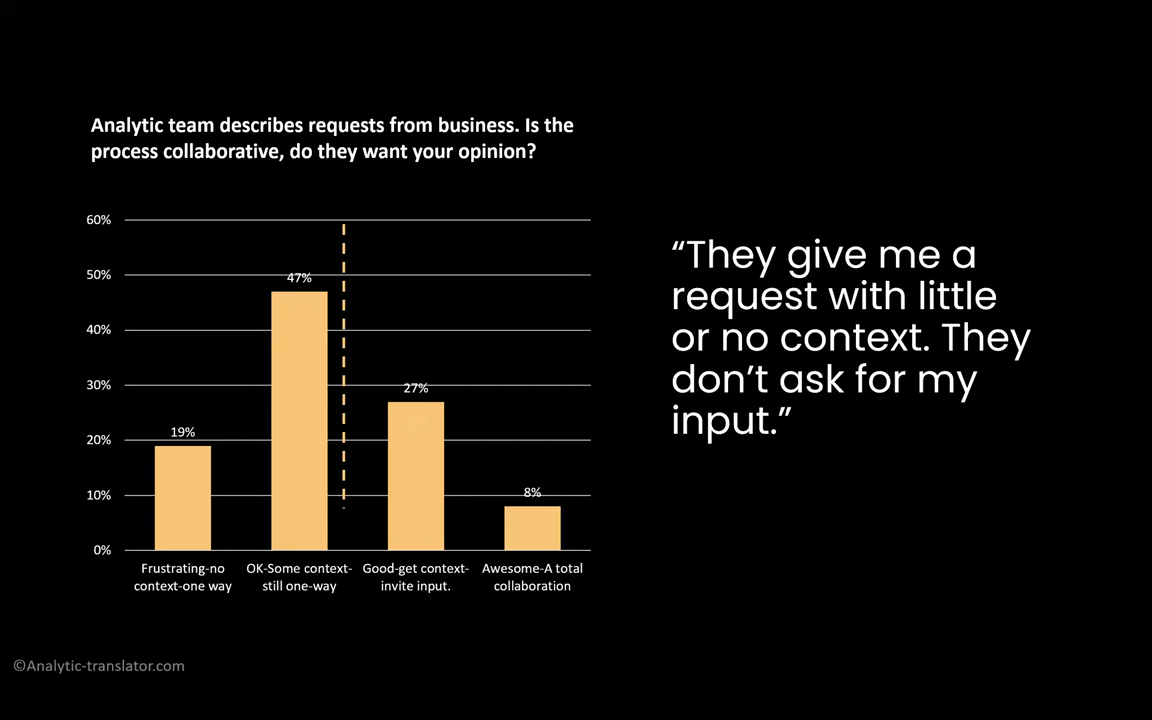 Analytic team describes requests from business. Is the
process collaborative, do they want your opinion?
60%
50%
40%
30%
20%
10%
0%
19%
47%
27%
8%
Frustrating-no
context-one way
OK-Some context-
still one-way
Good-get context-
invite input.
Awesome-A total
collaboration
“They give me a
request with little
or no context. They
don’t ask for my
input.”
©Analytic-translator.com